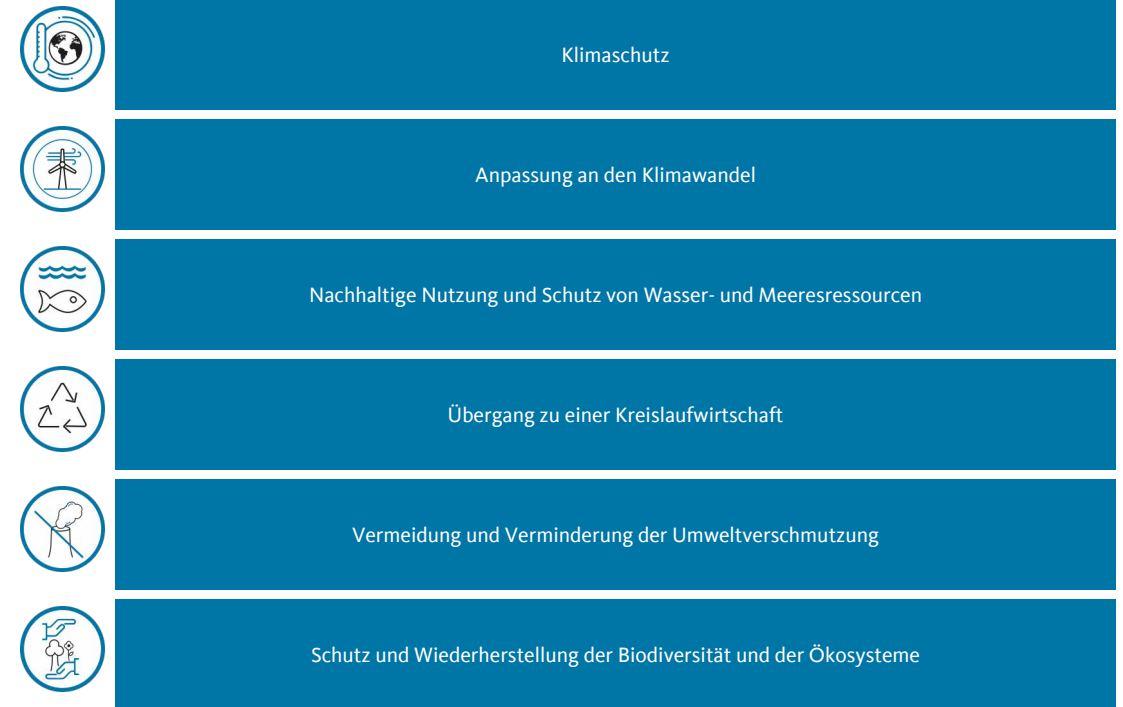 Klimaschutz
Anpassung an den Klimawandel
Nachhaltige Nutzung und Schutz von Wasser- und Meeresressourcen
Übergang zu einer Kreislaufwirtschaft
Vermeidung und Verminderung der Umweltverschmutzung
Schutz und Wiederherstellung der Biodiversität und der Ökosysteme